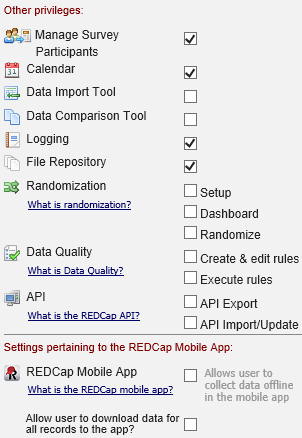 Other privileges:
Manage Survey
Participants
Calendar
Data Import Tool
Data Comparison Tool
Logging
File Repository
Randomization
What is randomization?
Setup
Dashboard
Randomize
Data Quality
What is Data Quality?
Create & edit rules
Execute rules
API
What is the REDCap API?
API Export
API Import/Update
Settings pertaining to the REDCap Mobile App:
REDCap Mobile App
What is the REDCap mobile app?
Allows user to
collect data offline
in the mobile app
Allow user to download data for
all records to the app?